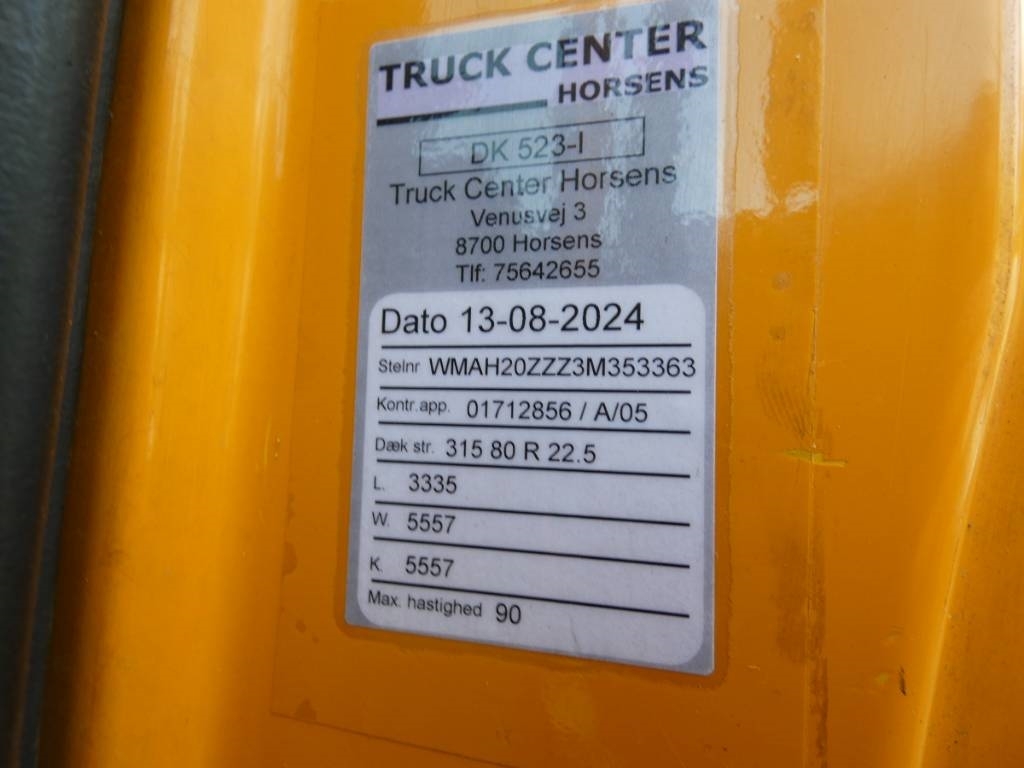 TRUCK CENTER
HORSENS
DK 523-I
Truck Center Horsens
Venusvej 3
8700 Horsens
Tlf: 75642655
Dato 13-08-2024
Stelnr WMAH20ZZZ3M353363
Kontr.app. 01712856 / A/05
Dæk str. 315 80 R 22.5
L. 3335
W. 5557
K. 5557
Max. hastighed 90